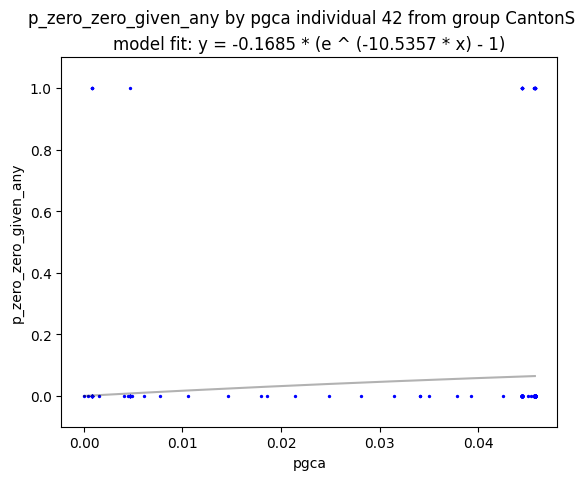 p_zero_zero_given_any by pgca individual 42 from group CantonS
model fit: y = -0.1685 * (e ^ (-10.5357 * x) - 1)
1.0
0.8
0.6
0.4
0.2
0.0
p_zero_zero_given_any
0.00 0.01 0.02 0.03 0.04
pgca